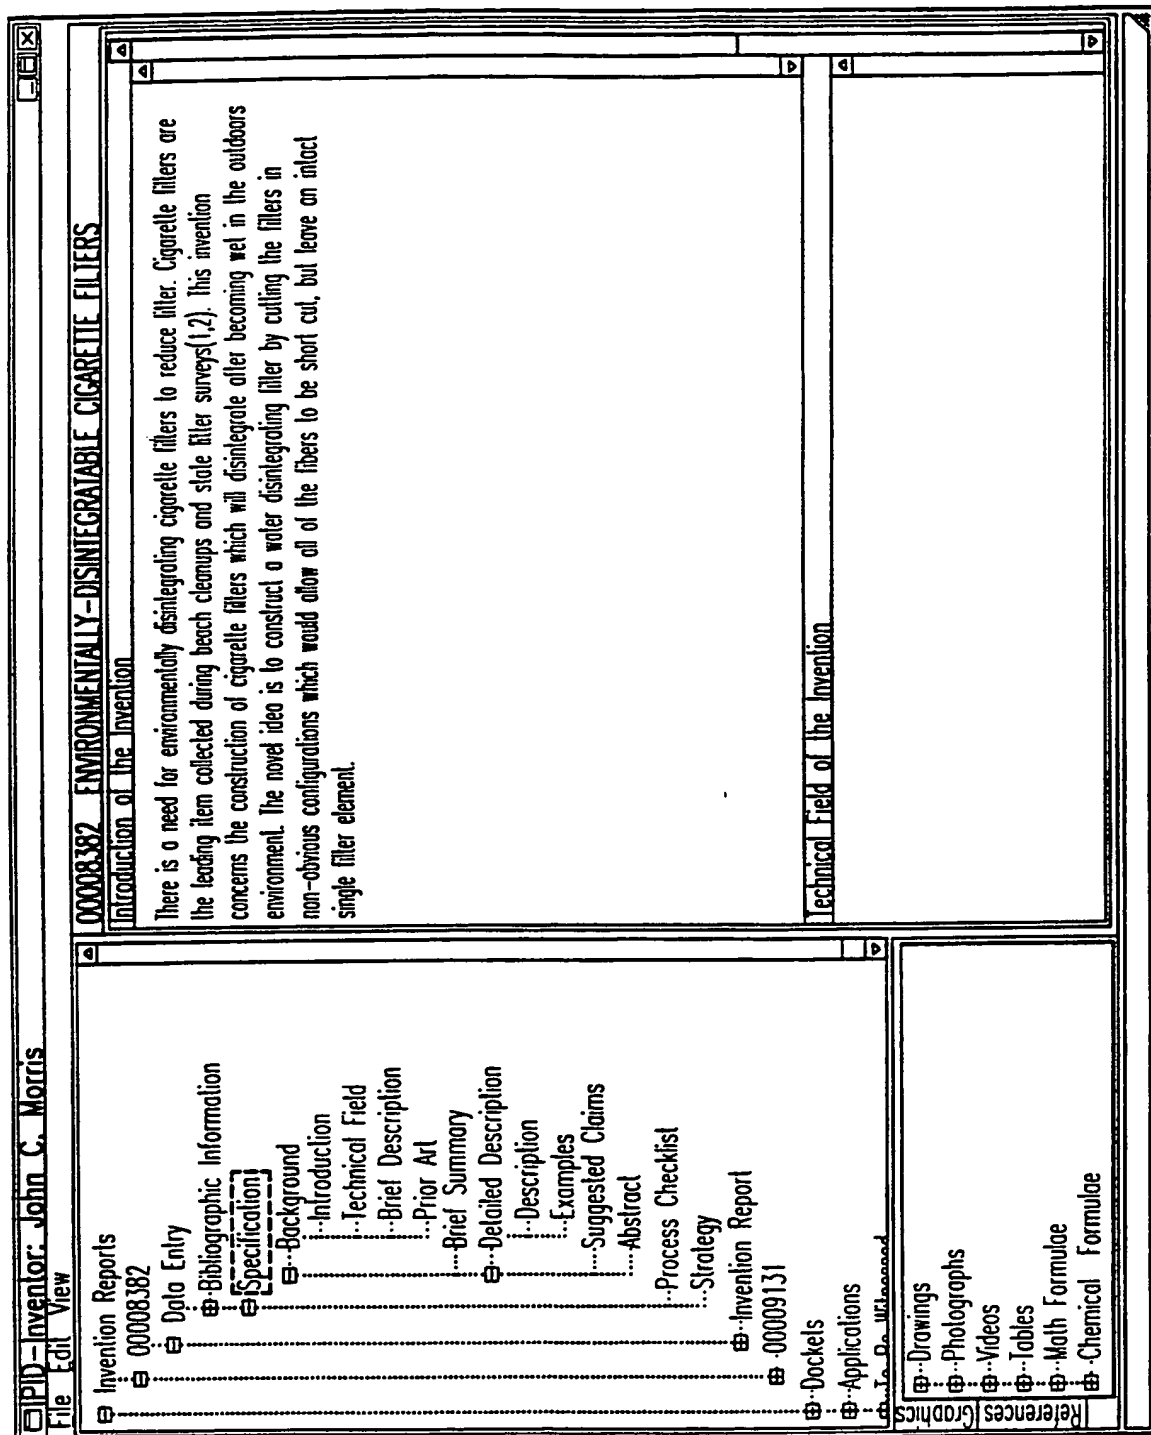 IPID-Inventor: John C. Morris
File Edit View
Invention Reports
00008382
Data Entry
Bibliographic Information
Specification
Background
Introduction
Technical Field
Brief Description
Prior Art
Brief Summary
Detailed Description
Description
Examples
Suggested Claims
Abstract
Process Checklist
Strategy
Invention Report
00009131
Dockets
Applications
To Be Witnessed
Graphics
References
Related
Drawings
Photographs
Videos
Tables
Math Formulae
Chemical Formulae
00008382 ENVIRONMENTALLY-DISINTEGRATABLE CIGARETTE FILTERS
Introduction of the Invention
There is a need for environmentally disintegrating cigarette filters to reduce litter. Cigarette filters are
the leading item collected during beach cleanups and state litter surveys(1,2). This invention
concerns the construction of cigarette filters which will disintegrate after becoming wet in the outdoors
environment. The novel idea is to construct a water disintegrating filter by cutting the filters in
non-obvious configurations which would allow all of the fibers to be short cut, but leave an intact
single filter element.
Technical Field of the Invention